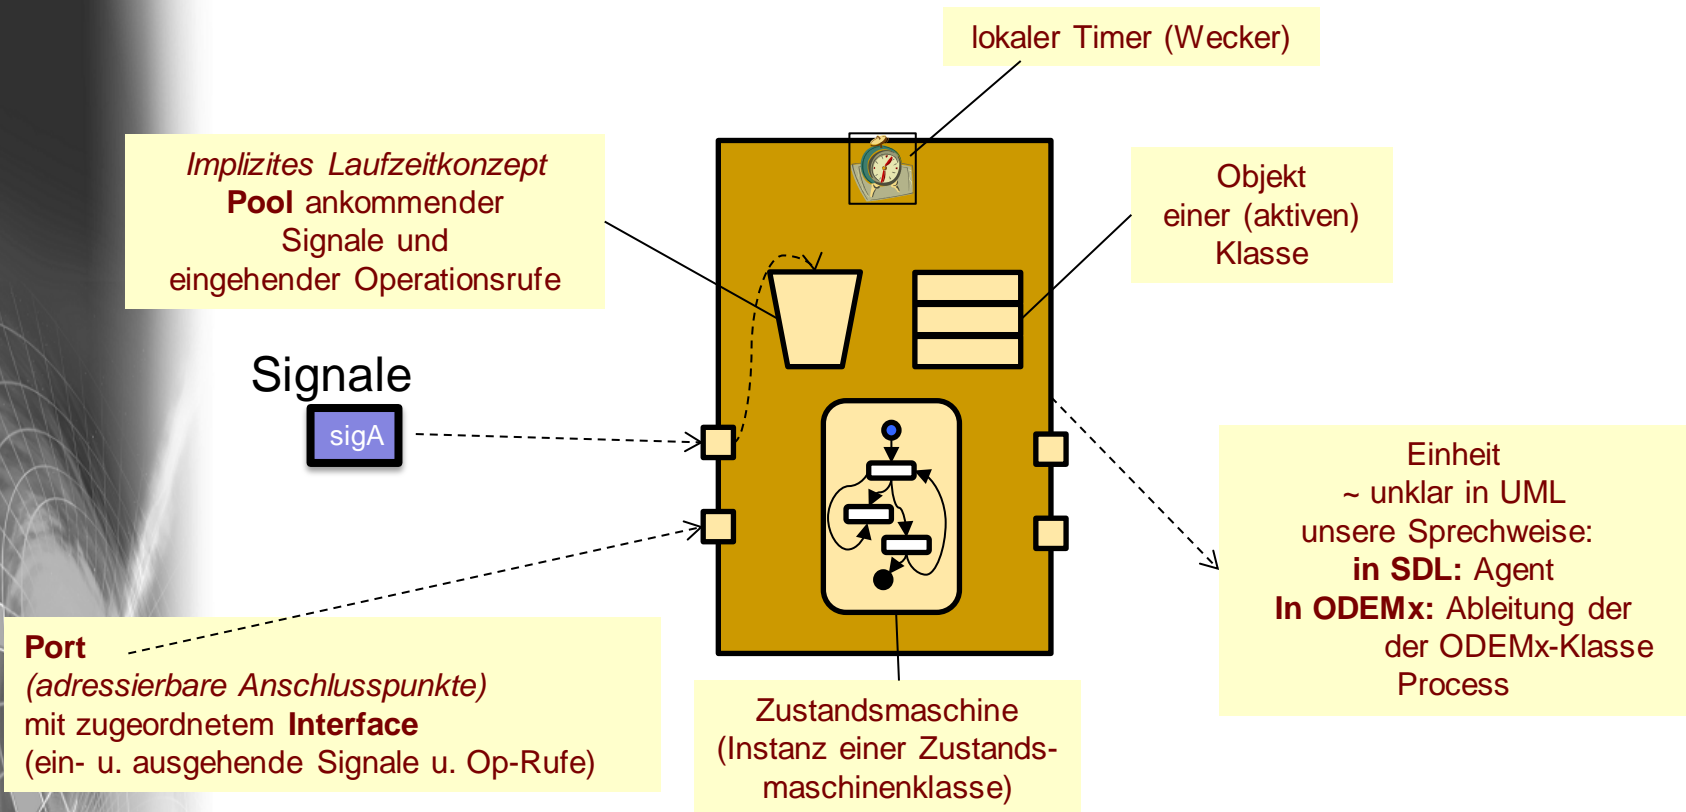 lokaler Timer (Wecker)
Implizites Laufzeitkonzept
Pool ankommender
Signale und
eingehender Operationsrufe
Objekt
einer (aktiven)
Klasse
Signale
sigA
Einheit
~ unklar in UML
unsere Sprechweise:
in SDL: Agent
In ODEMx: Ableitung der
der ODEMx-Klasse
Process
Port
(adressierbare Anschlusspunkte)
mit zugeordnetem Interface
(ein- u. ausgehende Signale u. Op-Rufe)
Zustandsmaschine
(Instanz einer Zustands-
maschinenklasse)